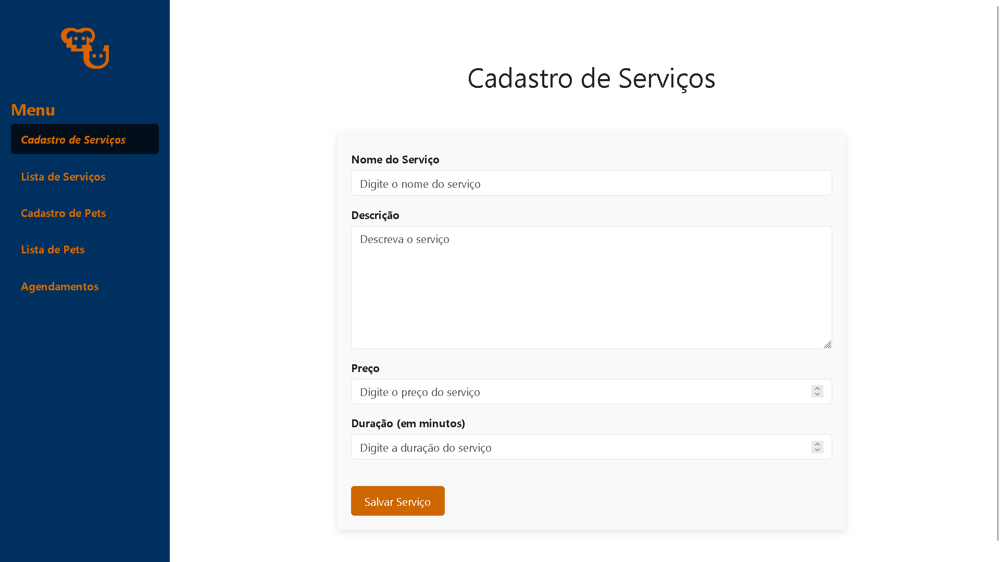 Menu
Cadastro de Serviços
Lista de Serviços
Cadastro de Pets
Lista de Pets
Agendamentos
Cadastro de Serviços
Nome do Serviço
Digite o nome do serviço
Descrição
Descreva o serviço
Preço
Digite o preço do serviço
Duração (em minutos)
Digite a duração do serviço
Salvar Serviço